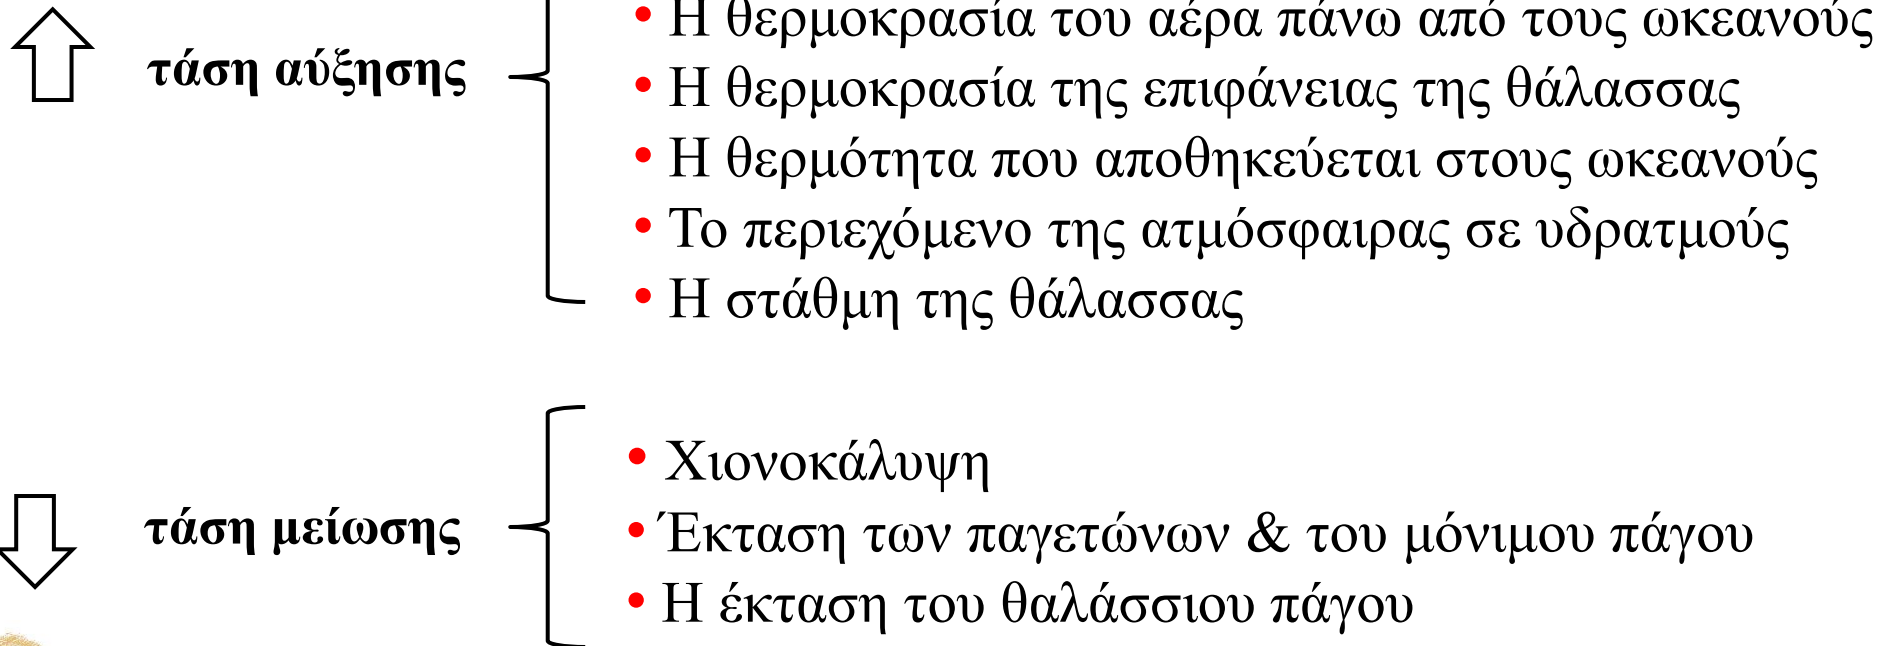 • Η θερμοκρασία του αέρα πάνω από τους ωκεανούς
τάση αύξησης
• Η θερμοκρασία της επιφάνειας της θάλασσας
• Η θερμότητα που αποθηκεύεται στους ωκεανούς
• Το περιεχόμενο της ατμόσφαιρας σε υδρατμούς
• Η στάθμη της θάλασσας
• Χιονοκάλυψη
τάση μείωσης
• Έκταση των παγετώνων & του μόνιμου πάγου
• Η έκταση του θαλάσσιου πάγου